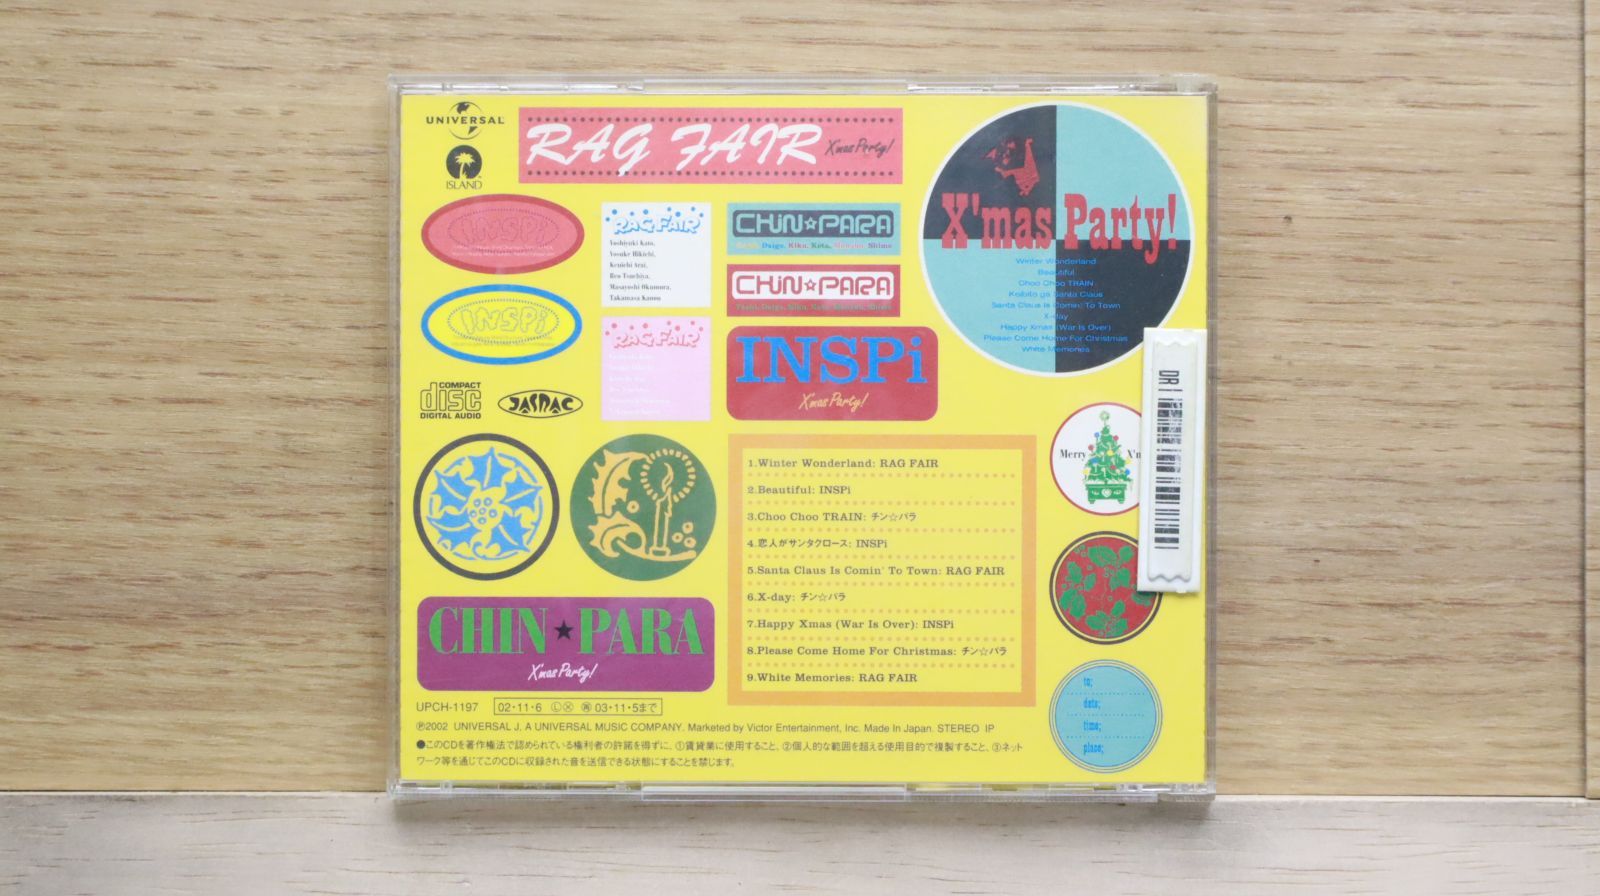 UNIVERSAL
ISLAND
RAG FAIR X'mas Party!
INSPi
INSPi
RAG FAIR
Yoshiyuki Kato,
Yosuke Hikichi,
Kenichi Arai,
Reo Tsuchiya,
Masayoshi Okumura,
Takamasa Kanou
RAG FAIR
CHiN☆PARA
CHiN☆PARA
INSPi
X'mas Party!
X'mas Party!
Winter Wonderland
Beautiful
Choo Choo TRAIN
Koibito ga Santa Claus
Santa Claus Is Comin' To Town
X-day
Happy Xmas (War Is Over)
Please Come Home For Christmas
White Memories
COMPACT
disc
DIGITAL AUDIO
JASRAC
Merry
CHIN★PARA
X'mas Party!
1.Winter Wonderland: RAG FAIR
2.Beautiful: INSPi
3.Choo Choo TRAIN: チン☆パラ
4.恋人がサンタクロース: INSPi
5.Santa Claus Is Comin' To Town: RAG FAIR
6.X-day: チン☆パラ
7.Happy Xmas (War Is Over): INSPi
8.Please Come Home For Christmas: チン☆パラ
9.White Memories: RAG FAIR
to;
date;
time;
place;
UPCH-1197 02・11・6 Ⓛ Ⓧ 再 03・11・5まで
℗2002 UNIVERSAL J, A UNIVERSAL MUSIC COMPANY. Marketed by Victor Entertainment, Inc. Made In Japan. STEREO IP
●このCDを著作権法で認められている権利者の許諾を得ずに、①賃貸業に使用すること、②個人的な範囲を超える使用目的で複製すること、③ネット
ワーク等を通じてこのCDに収録された音を送信できる状態にすることを禁じます。